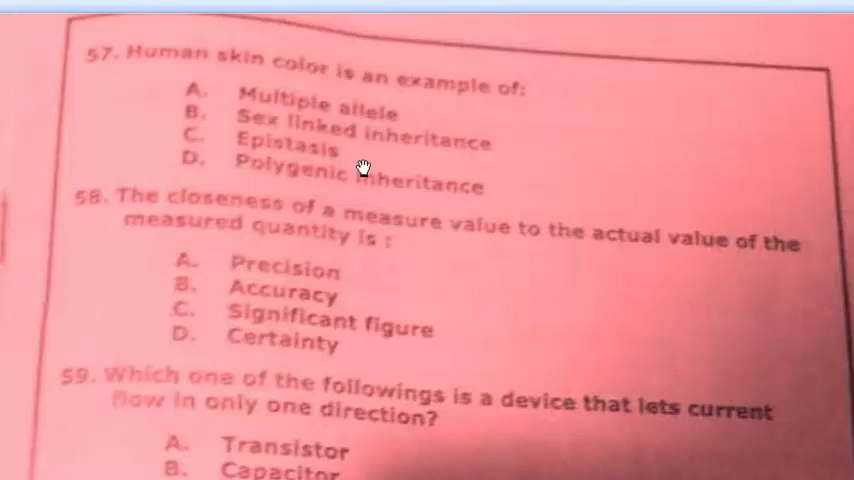 57. Human skin color is an example of:
A. Multiple allele
B. Sex linked inheritance
C. Epistasis
D. Polygenic inheritance
58. The closeness of a measure value to the actual value of the
measured quantity is :
A. Precision
B. Accuracy
C. Significant figure
D. Certainty
59. Which one of the followings is a device that lets current
flow in only one direction?
A. Transistor
B. Capacitor